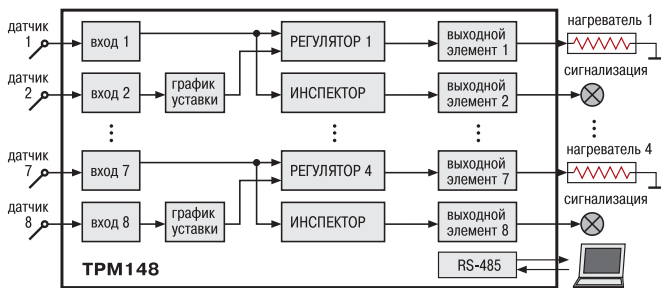 датчик
1
вход 1
РЕГУЛЯТОР 1
выходной
элемент 1
нагреватель 1
датчик
2
вход 2
график
уставки
ИНСПЕКТОР
выходной
элемент 2
сигнализация
датчик
7
вход 7
РЕГУЛЯТОР 4
выходной
элемент 7
нагреватель 4
датчик
8
вход 8
график
уставки
ИНСПЕКТОР
выходной
элемент 8
сигнализация
ТРМ148
RS-485